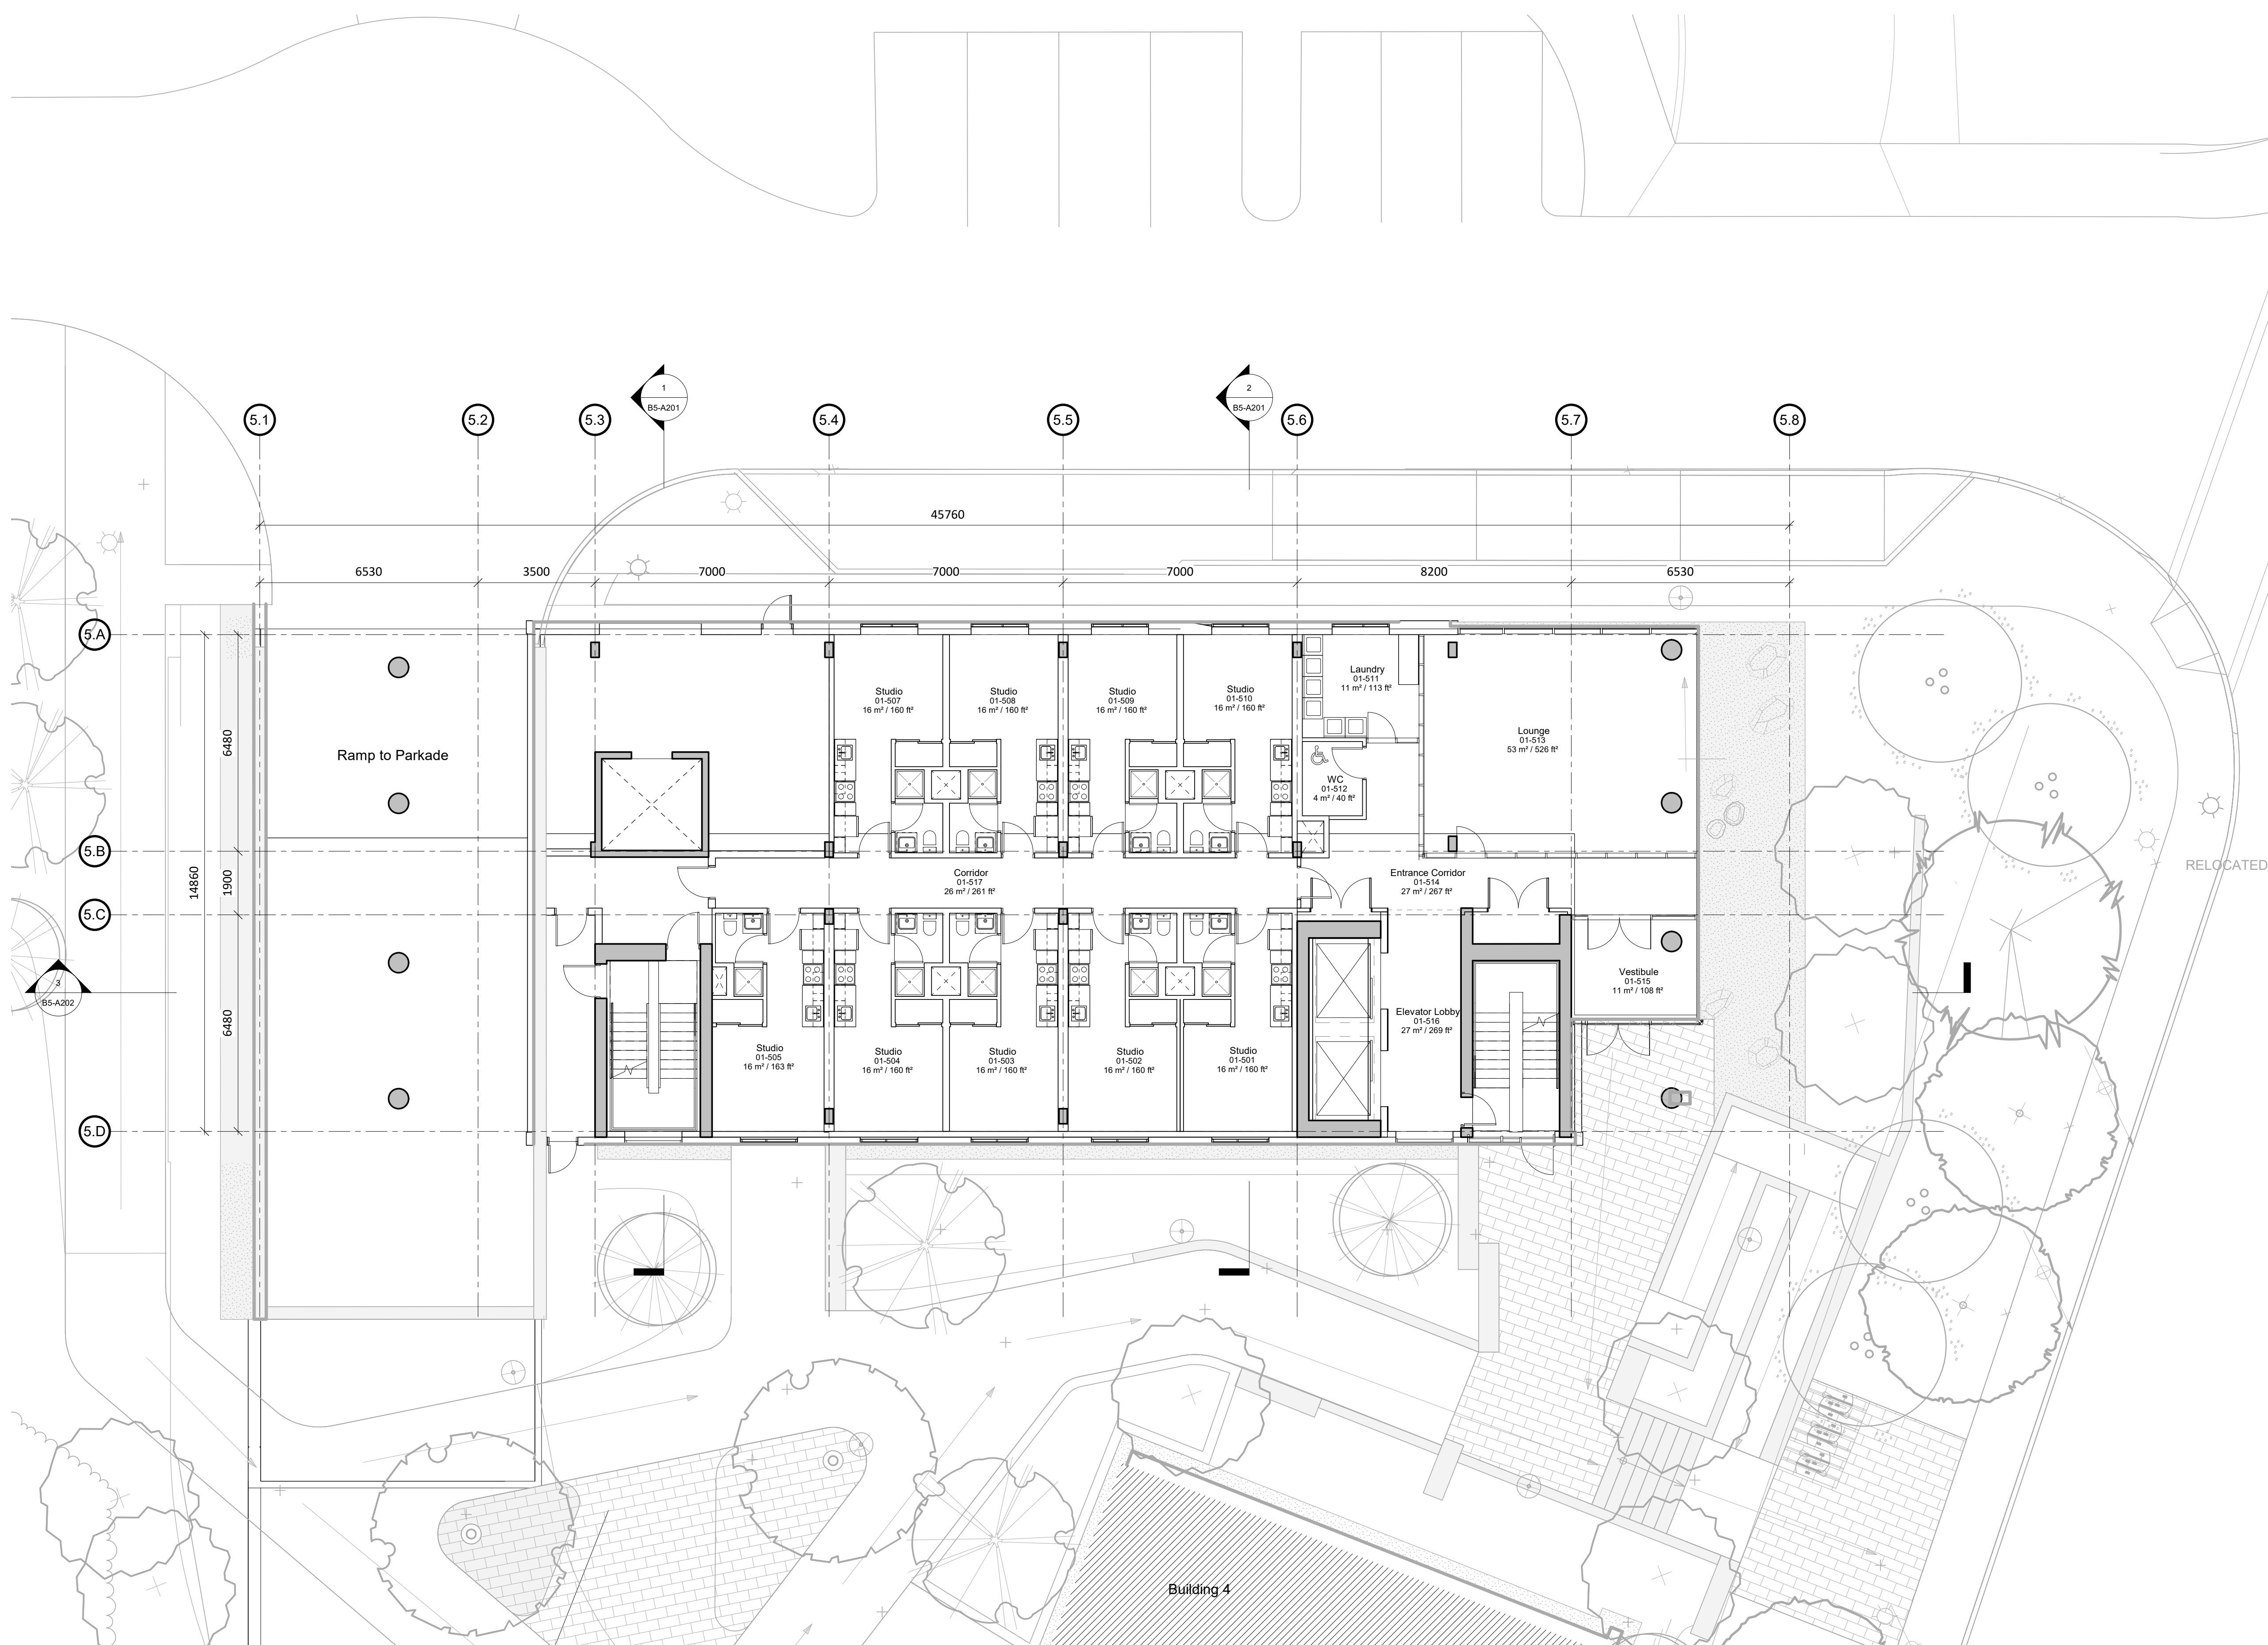 1
B5-A201
2
B5-A201
5.1
5.2
5.3
5.4
5.5
5.6
5.7
5.8
45760
6530
3500
7000
7000
7000
8200
6530
5.A
5.B
5.C
5.D
14860
6480
1900
6480
3
B5-A202
Ramp to Parkade
Studio
01-507
16 m² / 160 ft²
Studio
01-508
16 m² / 160 ft²
Studio
01-509
16 m² / 160 ft²
Studio
01-510
16 m² / 160 ft²
Laundry
01-511
11 m² / 113 ft²
WC
01-512
4 m² / 40 ft²
Lounge
01-513
53 m² / 526 ft²
Corridor
01-517
26 m² / 261 ft²
Entrance Corridor
01-514
27 m² / 267 ft²
RELOCATED
Vestibule
01-515
11 m² / 108 ft²
Elevator Lobby
01-516
27 m² / 269 ft²
Studio
01-505
16 m² / 163 ft²
Studio
01-504
16 m² / 160 ft²
Studio
01-503
16 m² / 160 ft²
Studio
01-502
16 m² / 160 ft²
Studio
01-501
16 m² / 160 ft²
Building 4